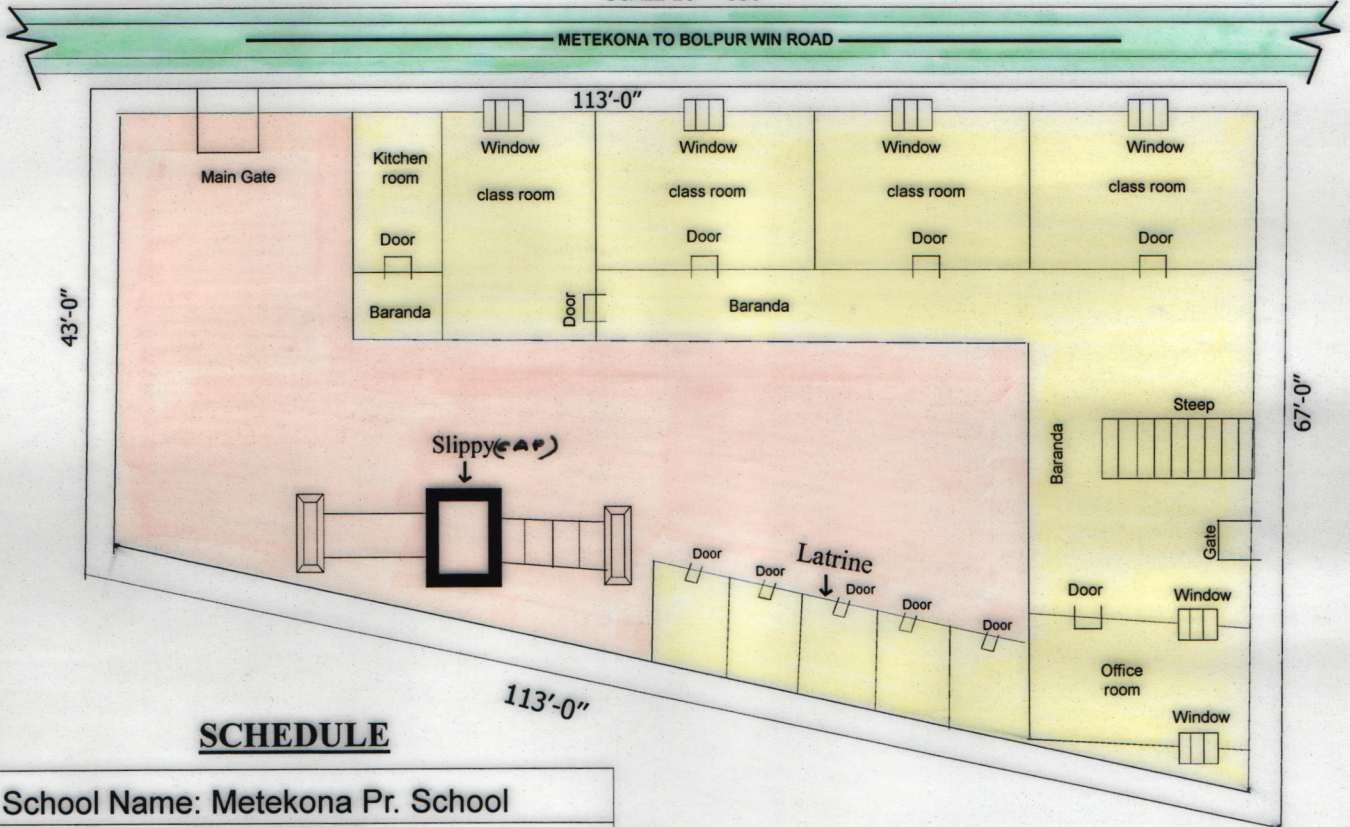 METEKONA TO BOLPUR WIN ROAD
113'-0"
Window
Window
Window
Window
Kitchen
room
Main Gate
class room
class room
class room
class room
Door
Door
Door
Door
Baranda
Door
Baranda
43'-0"
67'-0"
Steep
Baranda
Slippy(CAP)
Gate
Door
Latrine
Door
Door
Door
Door
Door
Window
Office
room
Window
113'-0"
SCHEDULE
School Name: Metekona Pr. School